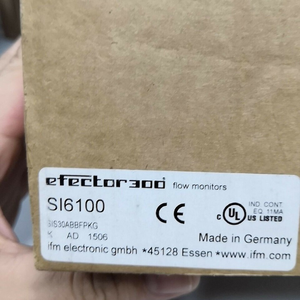 efector300 flow monitors
SI6100
SIS30ABBFPKG
K AD 1506
C UL US LISTED
IND. CONT.
EQ. 11MA
Made in Germany
ifm electronic gmbh *45128 Essen *www.ifm.com